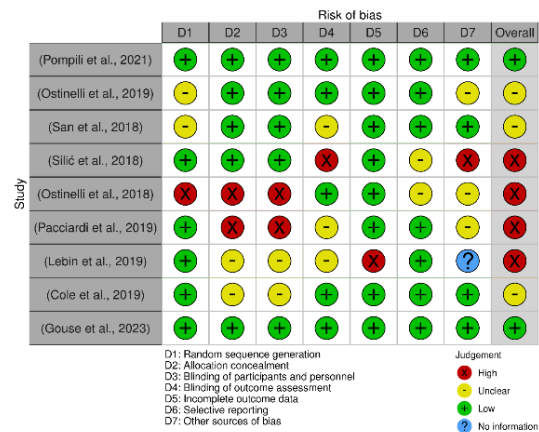 Risk of bias
D1 D2 D3 D4 D5 D6 D7 Overall
(Pompili et al., 2021) + + + + + + + +
(Ostinelli et al., 2019) - + + + + + - -
(San et al., 2018) - + + - + + + -
(Silić et al., 2018) + + + X + - X X
(Ostinelli et al., 2018) X X X + + - - X
(Pacciardi et al., 2019) + X X - + + - X
(Lebin et al., 2019) + - - - X + ? X
(Cole et al., 2019) + - - + + + + -
(Gouse et al., 2023) + + + + + + + +
Study
D1: Random sequence generation
D2: Allocation concealment
D3: Blinding of participants and personnel
D4: Blinding of outcome assessment
D5: Incomplete outcome data
D6: Selective reporting
D7: Other sources of bias
Judgement
X High
- Unclear
+ Low
? No information